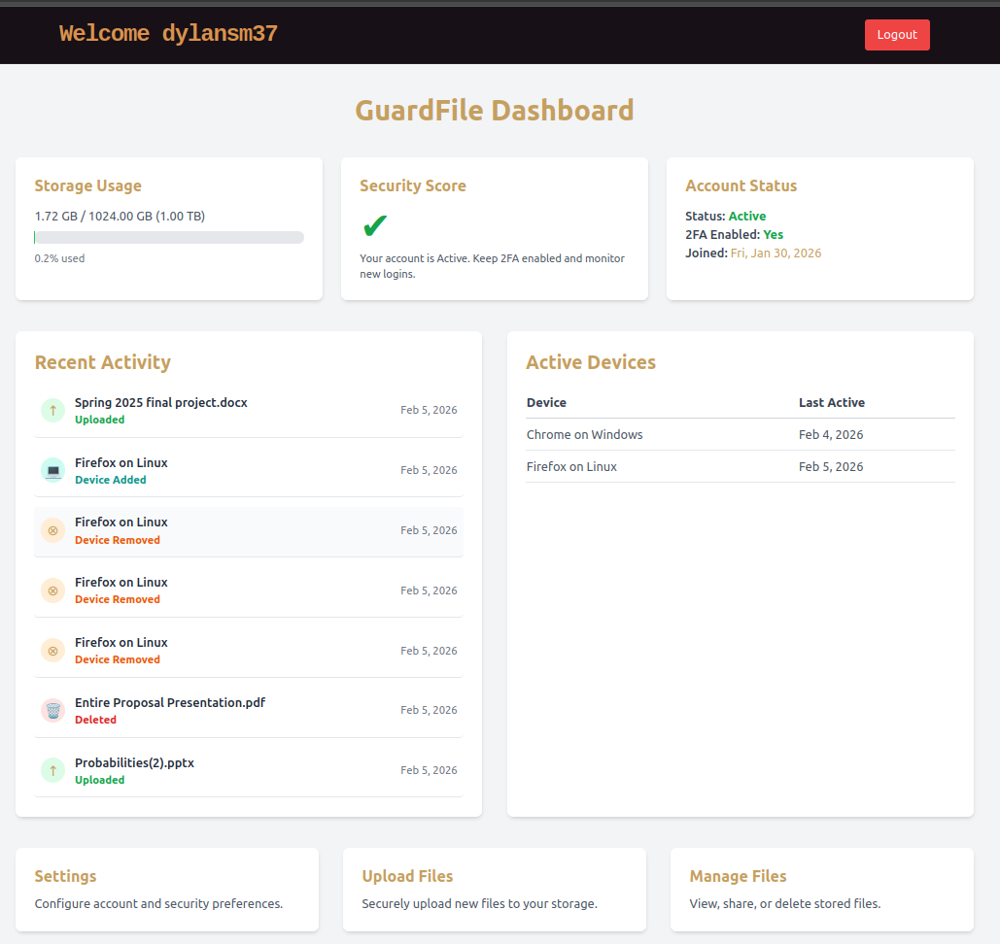 Welcome dylansm37
Logout
GuardFile Dashboard
Storage Usage
1.72 GB / 1024.00 GB (1.00 TB)
0.2% used
Security Score
Your account is Active. Keep 2FA enabled and monitor
new logins.
Account Status
Status: Active
2FA Enabled: Yes
Joined: Fri, Jan 30, 2026
Recent Activity
Spring 2025 final project.docx
Uploaded
Feb 5, 2026
Firefox on Linux
Device Added
Feb 5, 2026
Firefox on Linux
Device Removed
Feb 5, 2026
Firefox on Linux
Device Removed
Feb 5, 2026
Firefox on Linux
Device Removed
Feb 5, 2026
Entire Proposal Presentation.pdf
Deleted
Feb 5, 2026
Probabilities(2).pptx
Uploaded
Feb 5, 2026
Active Devices
Device Last Active
Chrome on Windows Feb 4, 2026
Firefox on Linux Feb 5, 2026
Settings
Configure account and security preferences.
Upload Files
Securely upload new files to your storage.
Manage Files
View, share, or delete stored files.